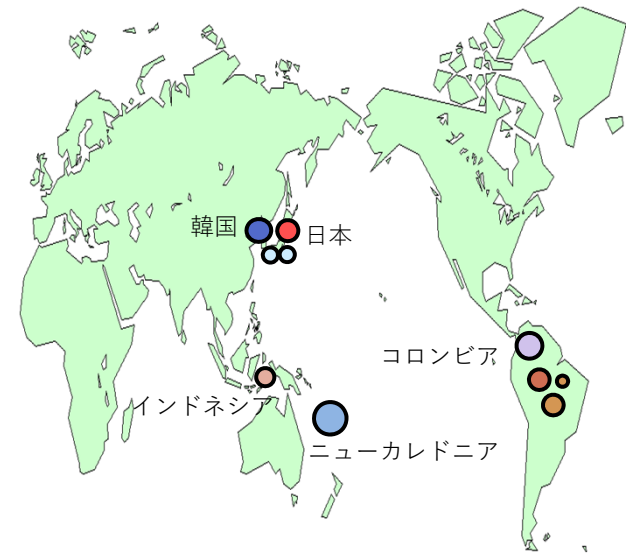 韓国
日本
コロンビア
インドネシア
ニューカレドニア